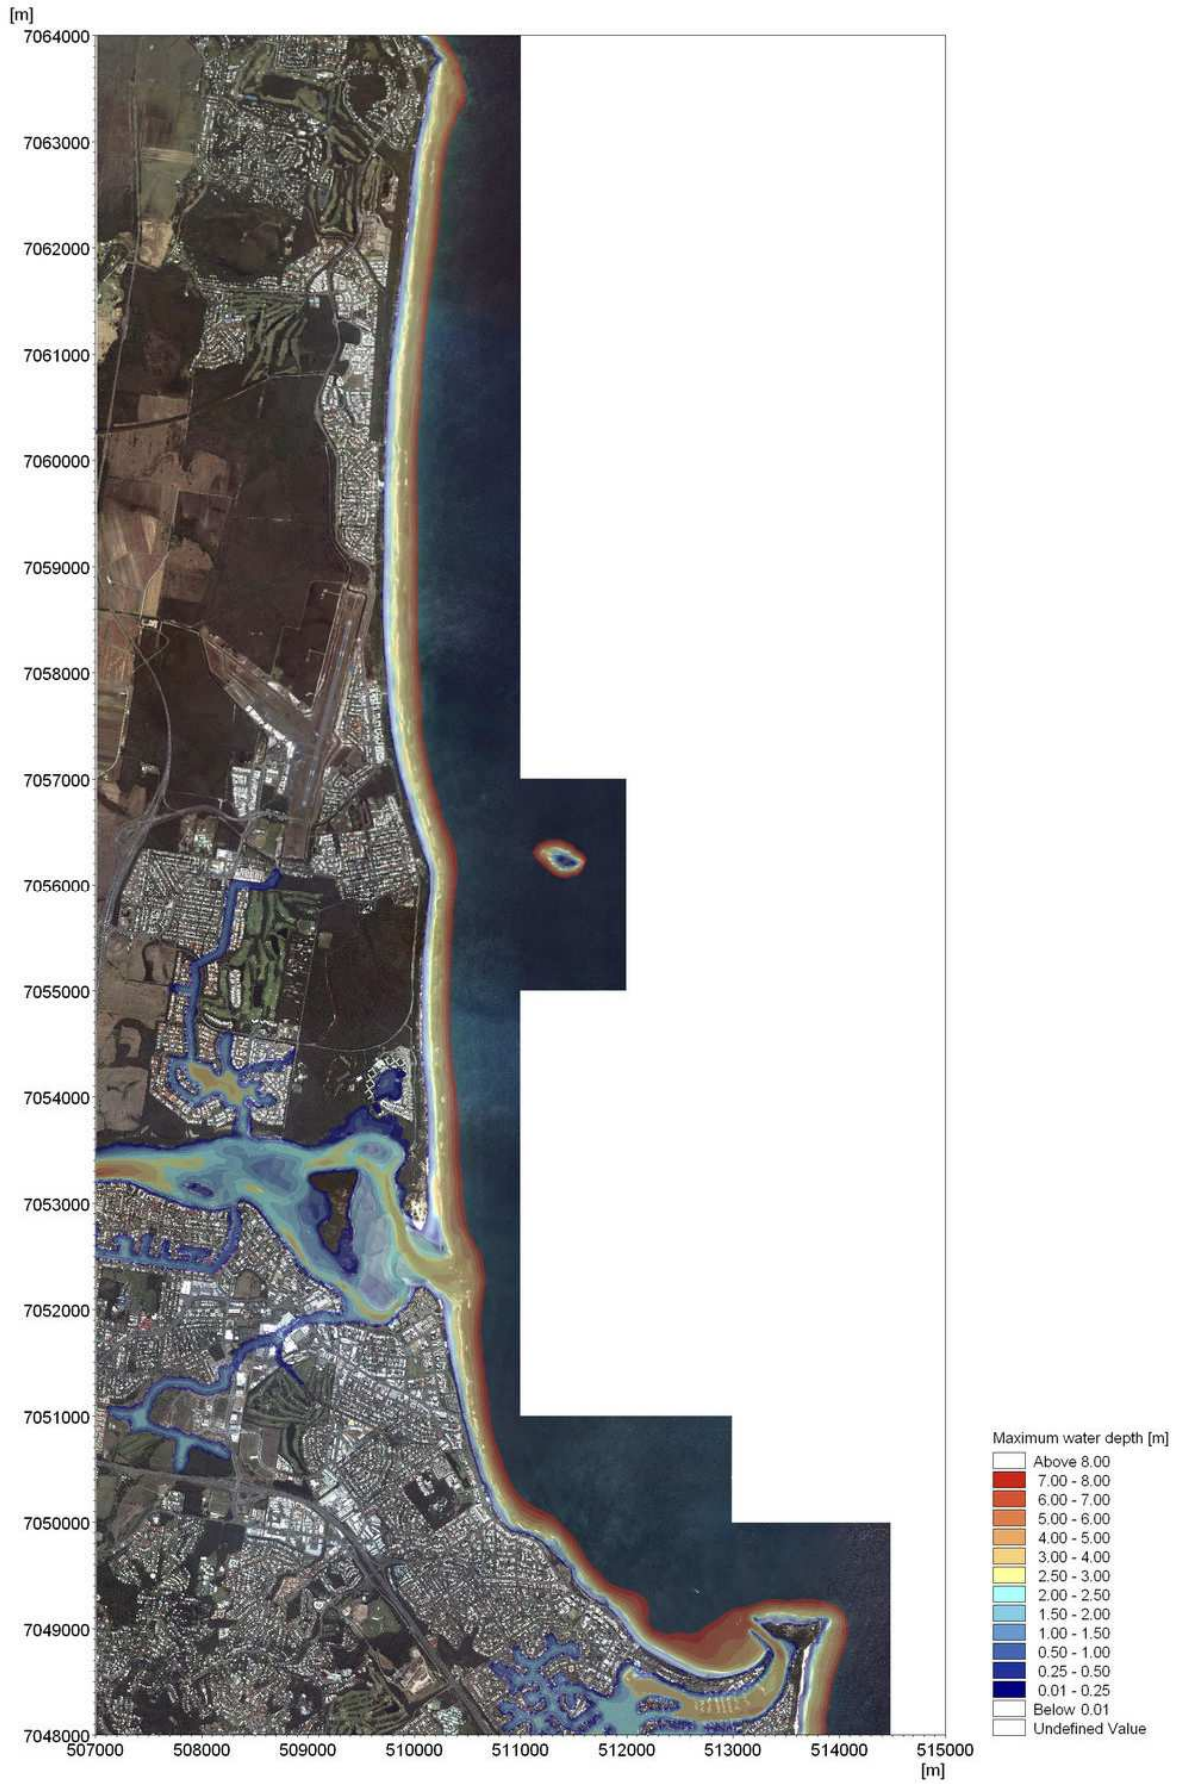 [m]
7064000
7063000
7062000
7061000
7060000
7059000
7058000
7057000
7056000
7055000
7054000
7053000
7052000
7051000
7050000
7049000
7048000
507000 508000 509000 510000 511000 512000 513000 514000 515000
[m]
Maximum water depth [m]
Above 8.00
7.00 - 8.00
6.00 - 7.00
5.00 - 6.00
4.00 - 5.00
3.00 - 4.00
2.50 - 3.00
2.00 - 2.50
1.50 - 2.00
1.00 - 1.50
0.50 - 1.00
0.25 - 0.50
0.01 - 0.25
Below 0.01
Undefined Value